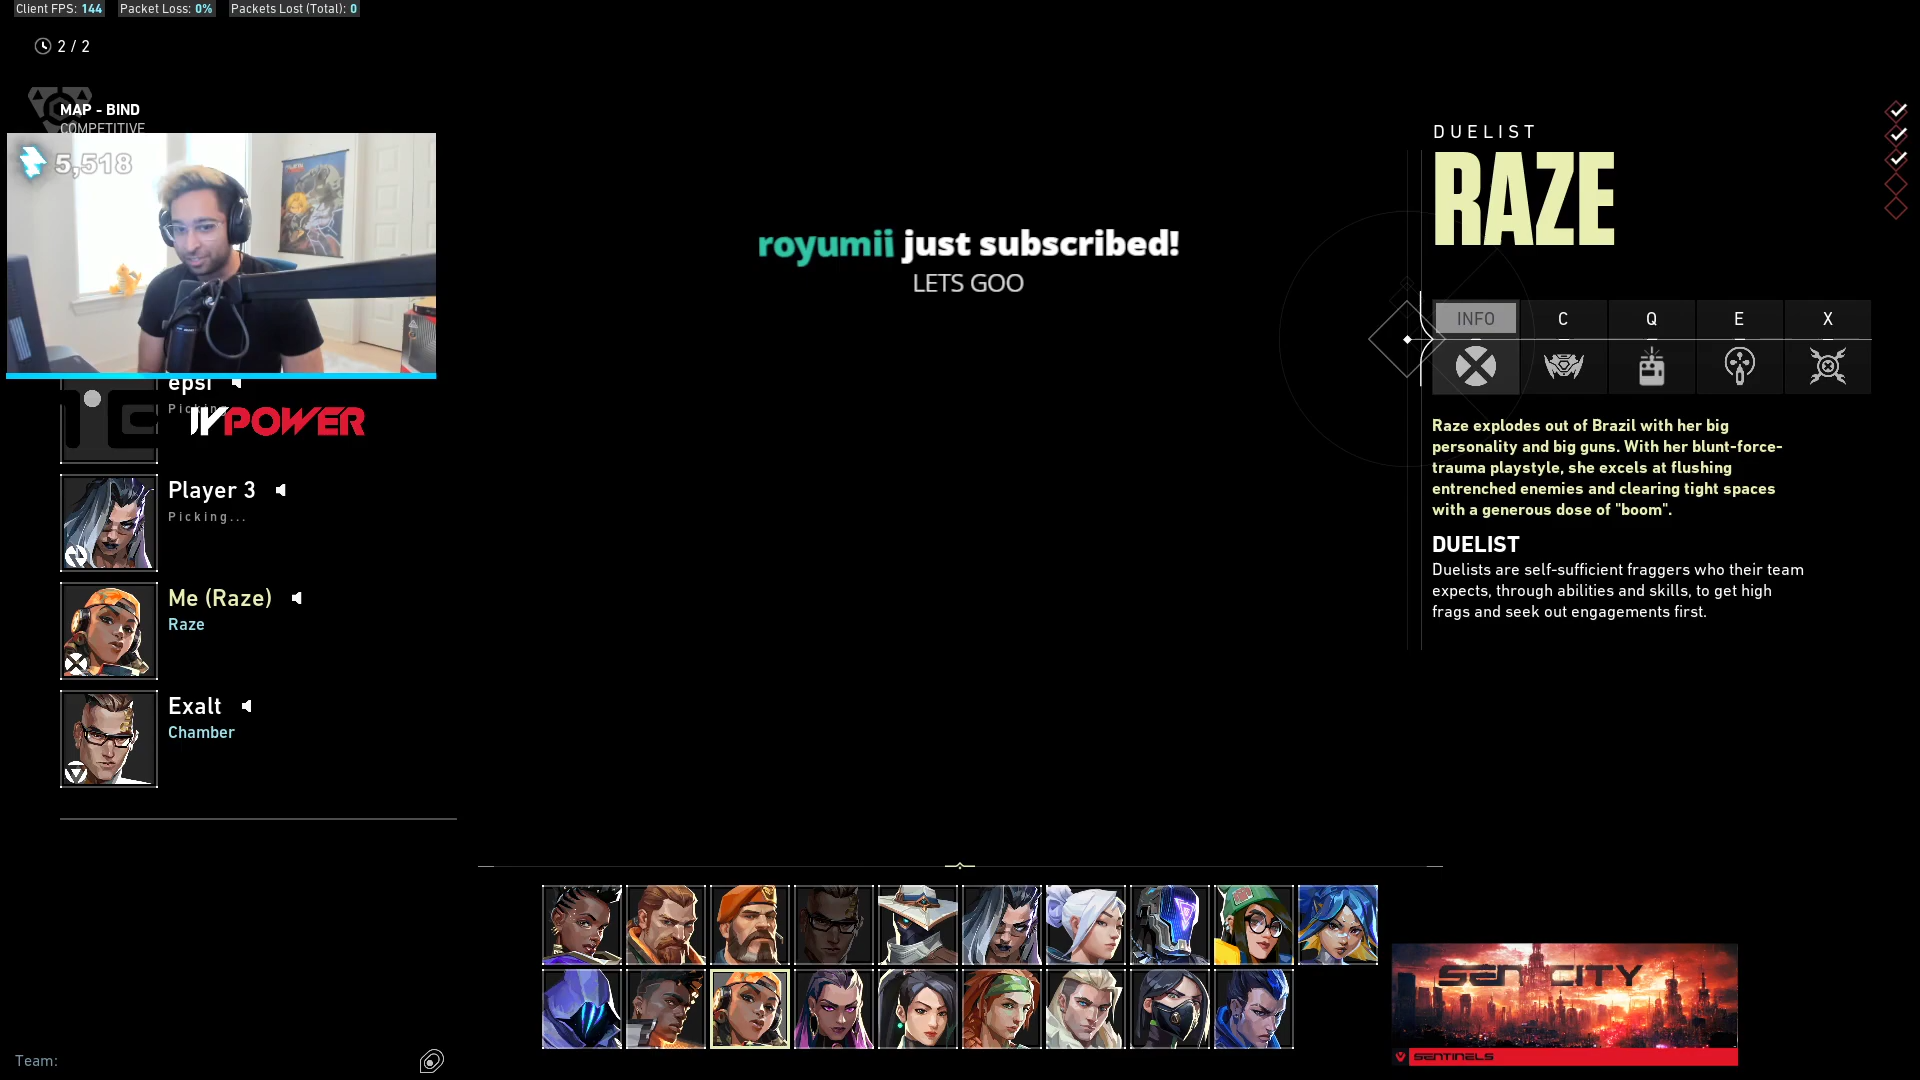 Client FPS: 144 Packet Loss: 0% Packets Lost (Total): 0
2 / 2
MAP - BIND
COMPETITIVE
5,518
epsi
Picking
POWER
Player 3
Picking...
Me (Raze)
Raze
Exalt
Chamber
Team:
royumii just subscribed!
LETS GOO
DUELIST
RAZE
INFO C Q E X
Raze explodes out of Brazil with her big
personality and big guns. With her blunt-force-
trauma playstyle, she excels at flushing
entrenched enemies and clearing tight spaces
with a generous dose of "boom".
DUELIST
Duelists are self-sufficient fraggers who their team
expects, through abilities and skills, to get high
frags and seek out engagements first.
SEN CITY
SENTINELS